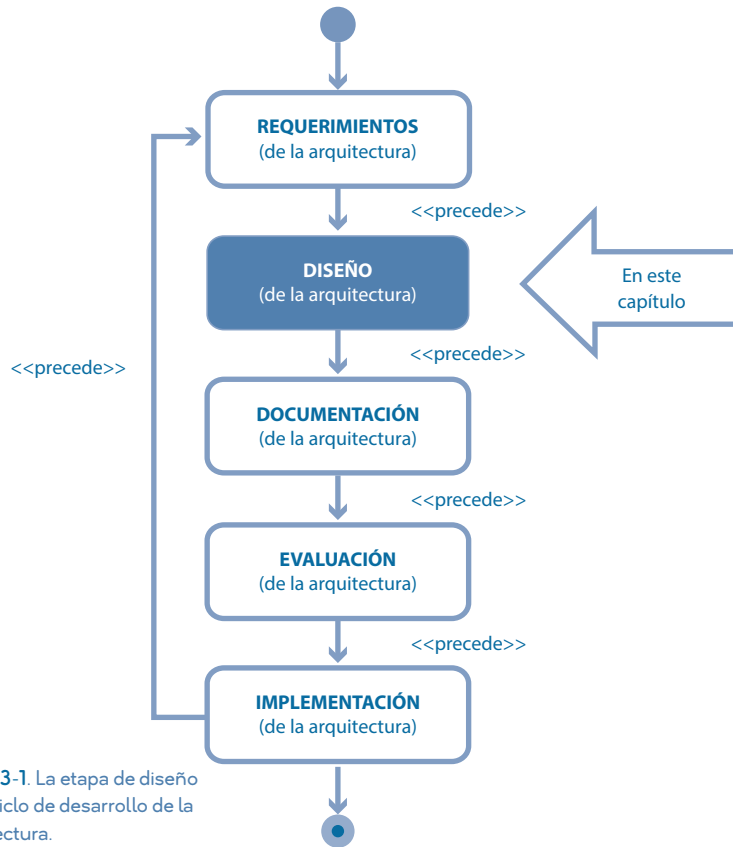 REQUERIMIENTOS
(de la arquitectura)
<<precede>>
DISEÑO
(de la arquitectura)
En este
capítulo
<<precede>>
<<precede>>
DOCUMENTACIÓN
(de la arquitectura)
<<precede>>
EVALUACIÓN
(de la arquitectura)
<<precede>>
IMPLEMENTACIÓN
(de la arquitectura)
3-1. La etapa de diseño
iclo de desarrollo de la
ectura.